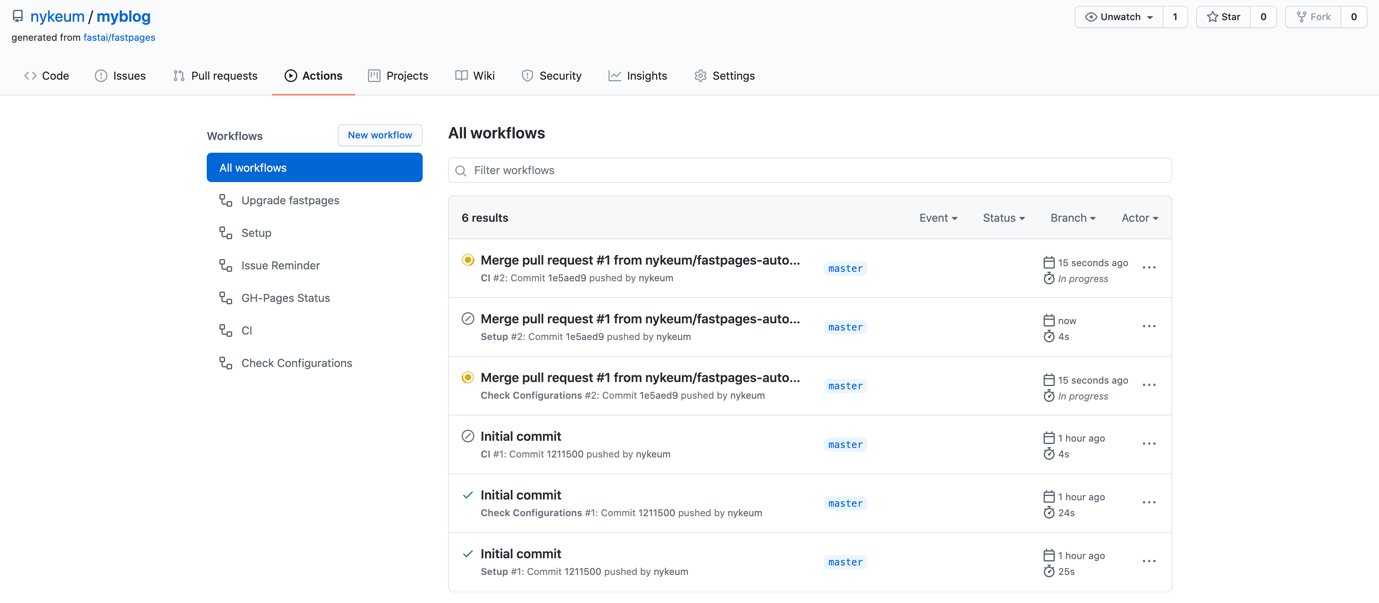 nykeum / myblog
Unwatch 1 Star 0 Fork 0
generated from fastai/fastpages
Code Issues Pull requests Actions Projects Wiki Security Insights Settings
Workflows New workflow
All workflows
Upgrade fastpages
Setup
Issue Reminder
GH-Pages Status
CI
Check Configurations
All workflows
Filter workflows
6 results Event Status Branch Actor
Merge pull request #1 from nykeum/fastpages-auto... master 15 seconds ago ...
CI #2: Commit 1e5aed9 pushed by nykeum In progress
Merge pull request #1 from nykeum/fastpages-auto... master now ...
Setup #2: Commit 1e5aed9 pushed by nykeum 4s
Merge pull request #1 from nykeum/fastpages-auto... master 15 seconds ago ...
Check Configurations #2: Commit 1e5aed9 pushed by nykeum In progress
Initial commit master 1 hour ago ...
CI #1: Commit 1211500 pushed by nykeum 4s
Initial commit master 1 hour ago ...
Check Configurations #1: Commit 1211500 pushed by nykeum 24s
Initial commit master 1 hour ago ...
Setup #1: Commit 1211500 pushed by nykeum 25s